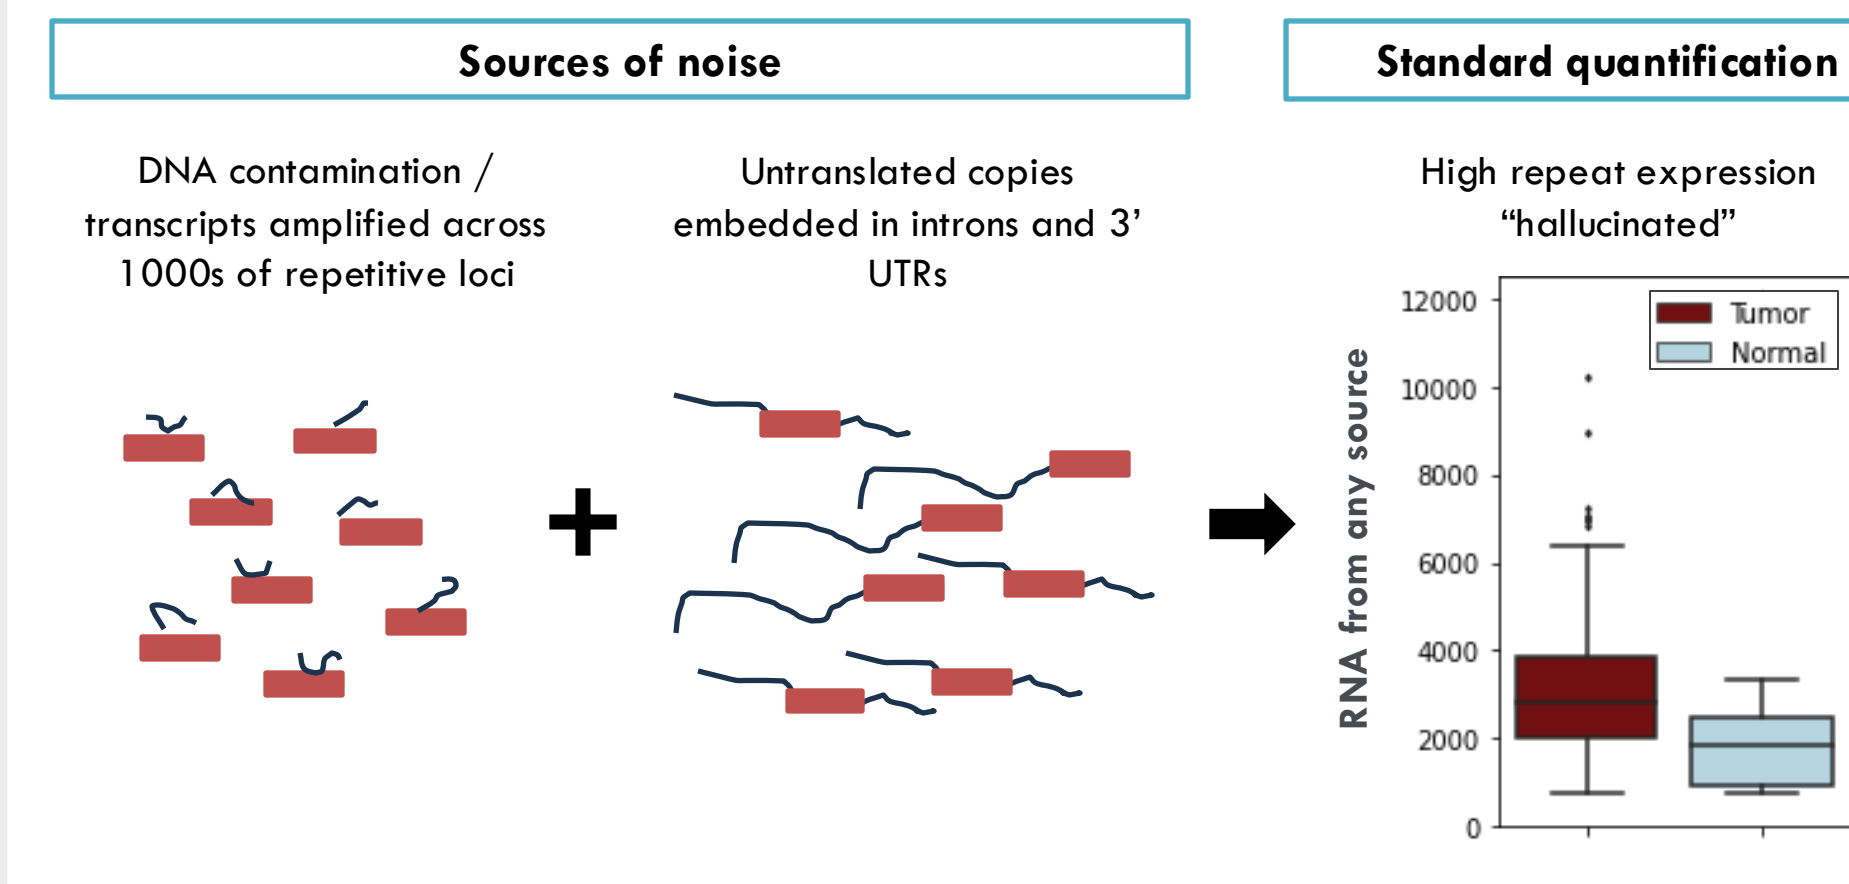 Sources of noise
Standard quantification
DNA contamination /
transcripts amplified across
1000s of repetitive loci
Untranslated copies
embedded in introns and 3’
UTRs
High repeat expression
“hallucinated”
RNA from any source
12000
10000
8000
6000
4000
2000
0
Tumor
Normal